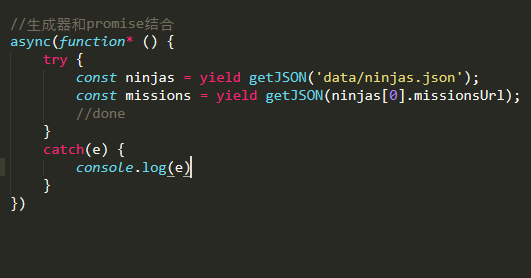 //生成器和promise结合
async(function* () {
    try {
        const ninjas = yield getJSON('data/ninjas.json');
        const missions = yield getJSON(ninjas[0].missionsUrl);
        //done
    }
    catch(e) {
        console.log(e)
    }
})